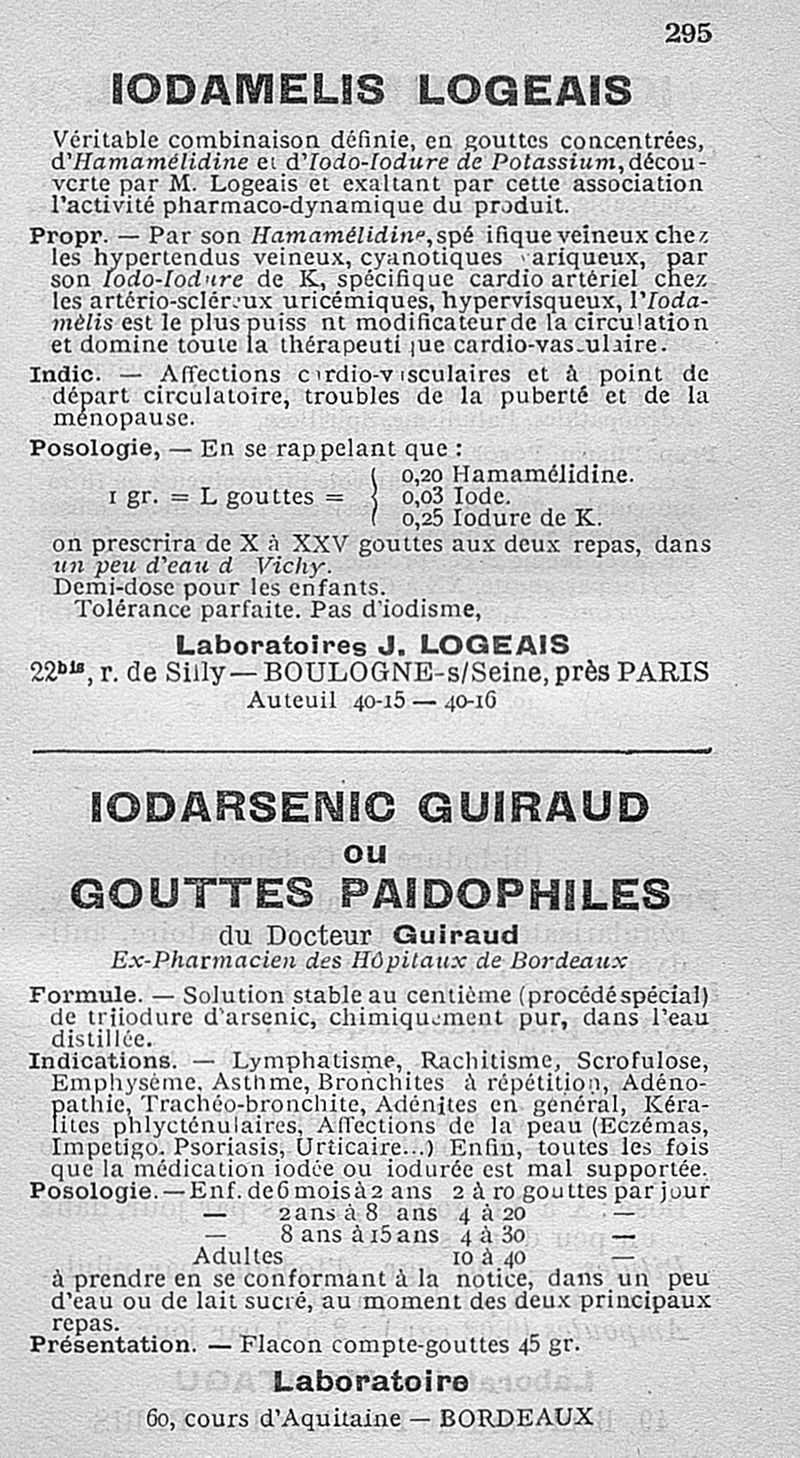 295
IODAMELIS LOGEAIS
Véritable combinaison définie, en gouttes concentrées,
d'Hamamélidine et d'Iodo-Iodure de Potassium, décou-
verte par M. Logeais et exaltant par cette association
l'activité pharmaco-dynamique du produit.
Propr. — Par son Hamamélidine, spé ifique veineux chez
les hypertendus veineux, cyanotiques variqueux, par
son Iodo-Iodure de K, spécifique cardio artériel chez
les artério-scléreux uricémiques, hypervisqueux, l'Ioda-
mèlis est le plus puiss nt modificateur de la circulation
et domine toute la thérapeutique cardio-vasculaire.
Indic. — Affections cardio-vasculaires et à point de
départ circulatoire, troubles de la puberté et de la
ménopause.
Posologie, — En se rappelant que :
0,20 Hamamélidine.
1 gr. = L gouttes = { 0,03 Iode.
0,25 Iodure de K.
on prescrira de X à XXV gouttes aux deux repas, dans
un peu d'eau d Vichy.
Demi-dose pour les enfants.
Tolérance parfaite. Pas d'iodisme,
Laboratoires J. LOGEAIS
22bis, r. de Silly — BOULOGNE-s/Seine, près PARIS
Auteuil 40-15 — 40-16
IODARSENIC GUIRAUD
ou
GOUTTES PAIDOPHILES
du Docteur Guiraud
Ex-Pharmacien des Hôpitaux de Bordeaux
Formule. — Solution stable au centième (procédé spécial)
de triiodure d'arsenic, chimiquement pur, dans l'eau
distillée.
Indications. — Lymphatisme, Rachitisme, Scrofulose,
Emphysème, Asthme, Bronchites à répétition, Adéno-
pathie, Trachéo-bronchite, Adénites en général, Kéra-
lites phlycténulaires, Affections de la peau (Eczémas,
Impetigo. Psoriasis, Urticaire...) Enfin, toutes les fois
que la médication iodée ou iodurée est mal supportée.
Posologie. — Enf. de 6 mois à 2 ans 2 à 10 gouttes par jour
— 2 ans à 8 ans 4 à 20 —
— 8 ans à 15 ans 4 à 30 —
Adultes 10 à 40 —
à prendre en se conformant à la notice, dans un peu
d'eau ou de lait sucré, au moment des deux principaux
repas.
Présentation. — Flacon compte-gouttes 45 gr.
Laboratoire
60, cours d'Aquitaine — BORDEAUX